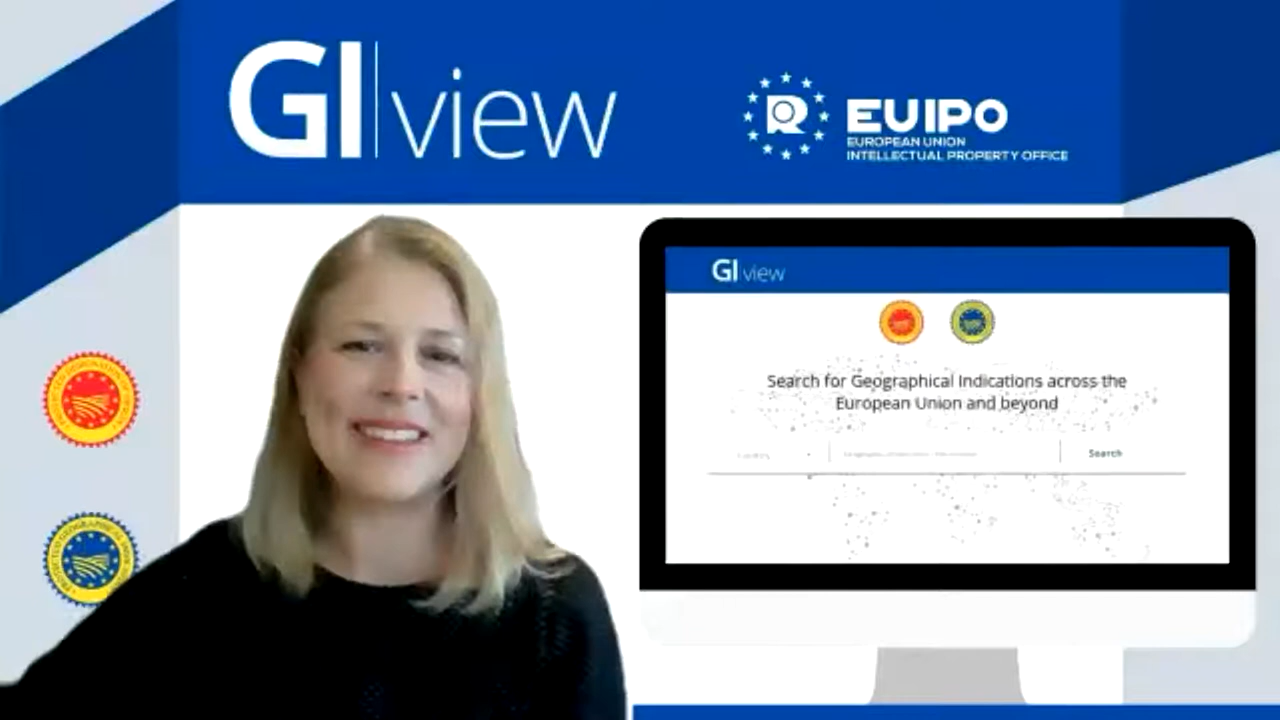 GI view
EUIPO
EUROPEAN UNION
INTELLECTUAL PROPERTY OFFICE
GI view
Search for Geographical Indications across the
European Union and beyond
Country
Search